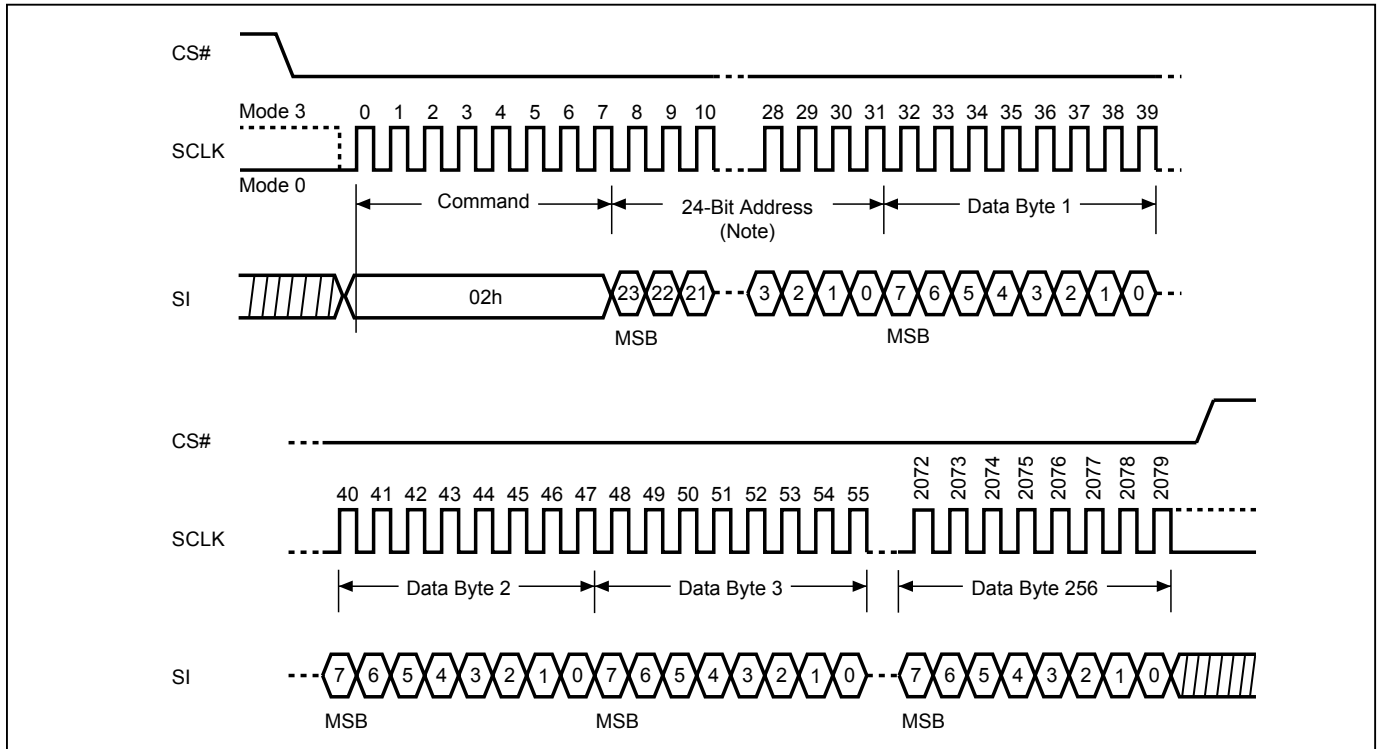 CS#
Mode 3
0 1 2 3 4 5 6 7 8 9 10 28 29 30 31 32 33 34 35 36 37 38 39
SCLK
Mode 0
Command 24-Bit Address Data Byte 1
(Note)
SI 02h 23 22 21 3 2 1 0 7 6 5 4 3 2 1 0
MSB MSB
CS#
40 41 42 43 44 45 46 47 48 49 50 51 52 53 54 55 2072 2073 2074 2075 2076 2077 2078 2079
SCLK
Data Byte 2 Data Byte 3 Data Byte 256
SI 7 6 5 4 3 2 1 0 7 6 5 4 3 2 1 0 7 6 5 4 3 2 1 0
MSB MSB MSB